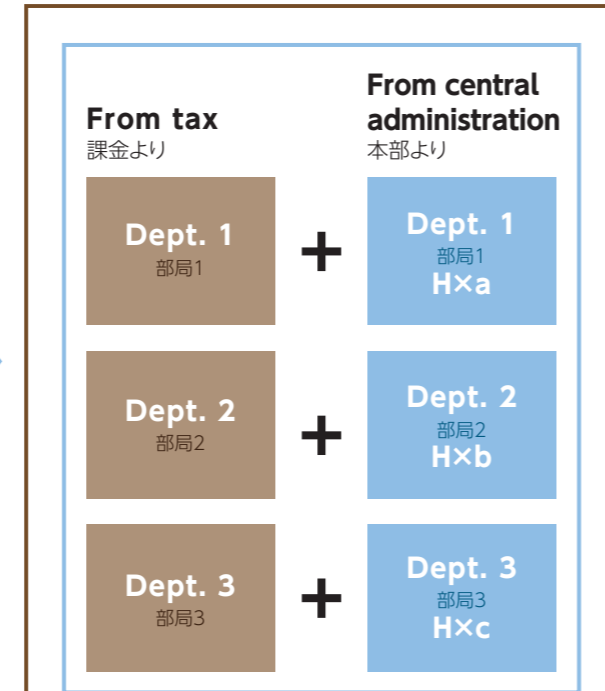 From tax
課金より
From central
administration
本部より
Dept. 1
部局1
+
Dept. 1
部局1
H×a
Dept. 2
部局2
+
Dept. 2
部局2
H×b
Dept. 3
部局3
+
Dept. 3
部局3
H×c